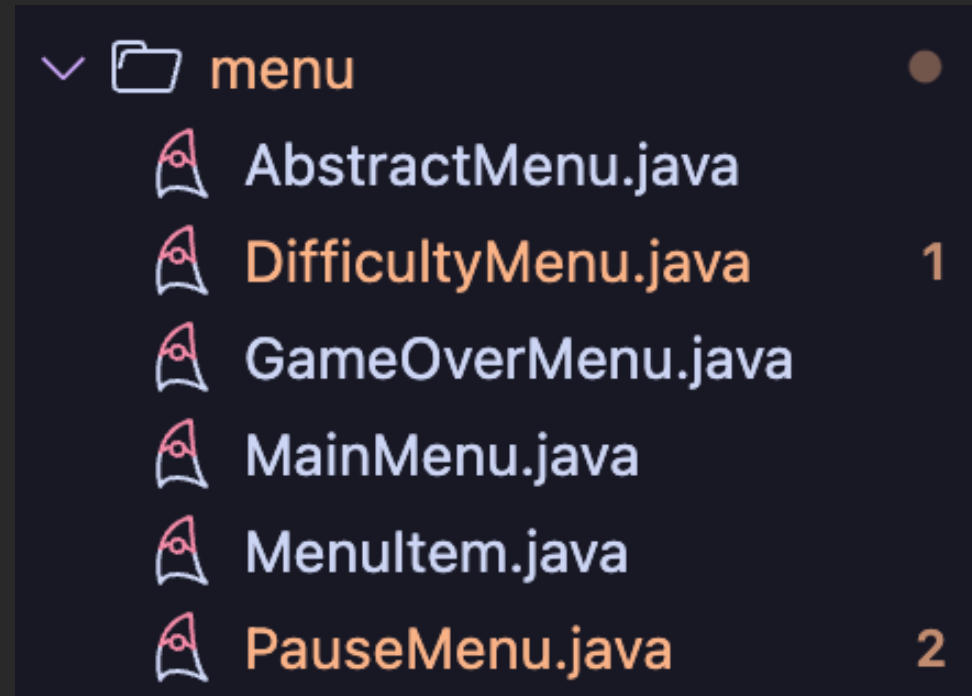 menu
AbstractMenu.java
DifficultyMenu.java 1
GameOverMenu.java
MainMenu.java
MenuItem.java
PauseMenu.java 2